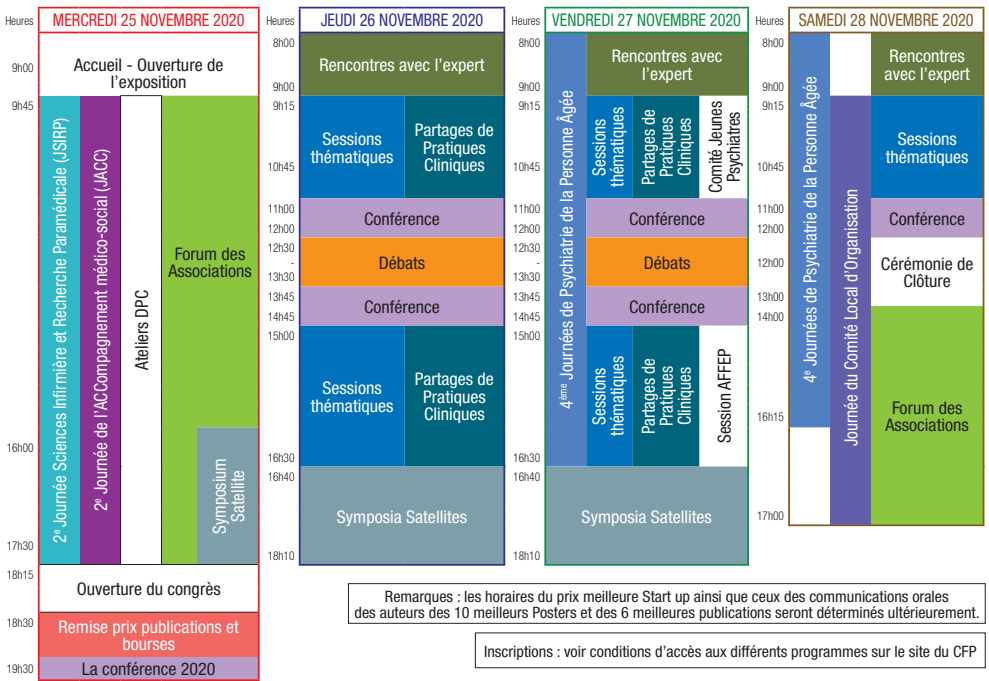 Heures
MERCREDI 25 NOVEMBRE 2020
9h00
9h45
16h00
17h30
18h15
18h30
19h30
Accueil - Ouverture de
l'exposition
2e Journée Sciences Infirmière et Recherche Paramédicale (JSIRP)
2e Journée de l'ACCompagnement médico-social (JACC)
Ateliers DPC
Forum des
Associations
Symposium
Satellite
Ouverture du congrès
Remise prix publications et
bourses
La conférence 2020
Heures
JEUDI 26 NOVEMBRE 2020
8h00
9h00
9h15
10h45
11h00
12h00
12h30
-
13h30
13h45
14h45
15h00
16h30
16h40
18h10
Rencontres avec l'expert
Sessions
thématiques
Partages de
Pratiques
Cliniques
Conférence
Débats
Conférence
Sessions
thématiques
Partages de
Pratiques
Cliniques
Symposia Satellites
Heures
VENDREDI 27 NOVEMBRE 2020
8h00
9h00
9h15
10h45
11h00
12h00
12h30
-
13h30
13h45
14h45
15h00
16h30
16h40
18h10
4ème Journées de Psychiatrie de la Personne Âgée
Rencontres avec
l'expert
Sessions
thématiques
Partages de
Pratiques
Cliniques
Comité Jeunes
Psychiatres
Conférence
Débats
Conférence
Sessions
thématiques
Partages de
Pratiques
Cliniques
Session AFFEP
Symposia Satellites
Heures
SAMEDI 28 NOVEMBRE 2020
8h00
9h00
9h15
10h45
11h00
12h00
12h00
13h00
14h00
16h15
17h00
4e Journées de Psychiatrie de la Personne Âgée
Journée du Comité Local d'Organisation
Rencontres
avec l'expert
Sessions
thématiques
Conférence
Cérémonie de
Clôture
Forum des
Associations
Remarques : les horaires du prix meilleure Start up ainsi que ceux des communications orales
des auteurs des 10 meilleurs Posters et des 6 meilleures publications seront déterminés ultérieurement.
Inscriptions : voir conditions d'accès aux différents programmes sur le site du CFP